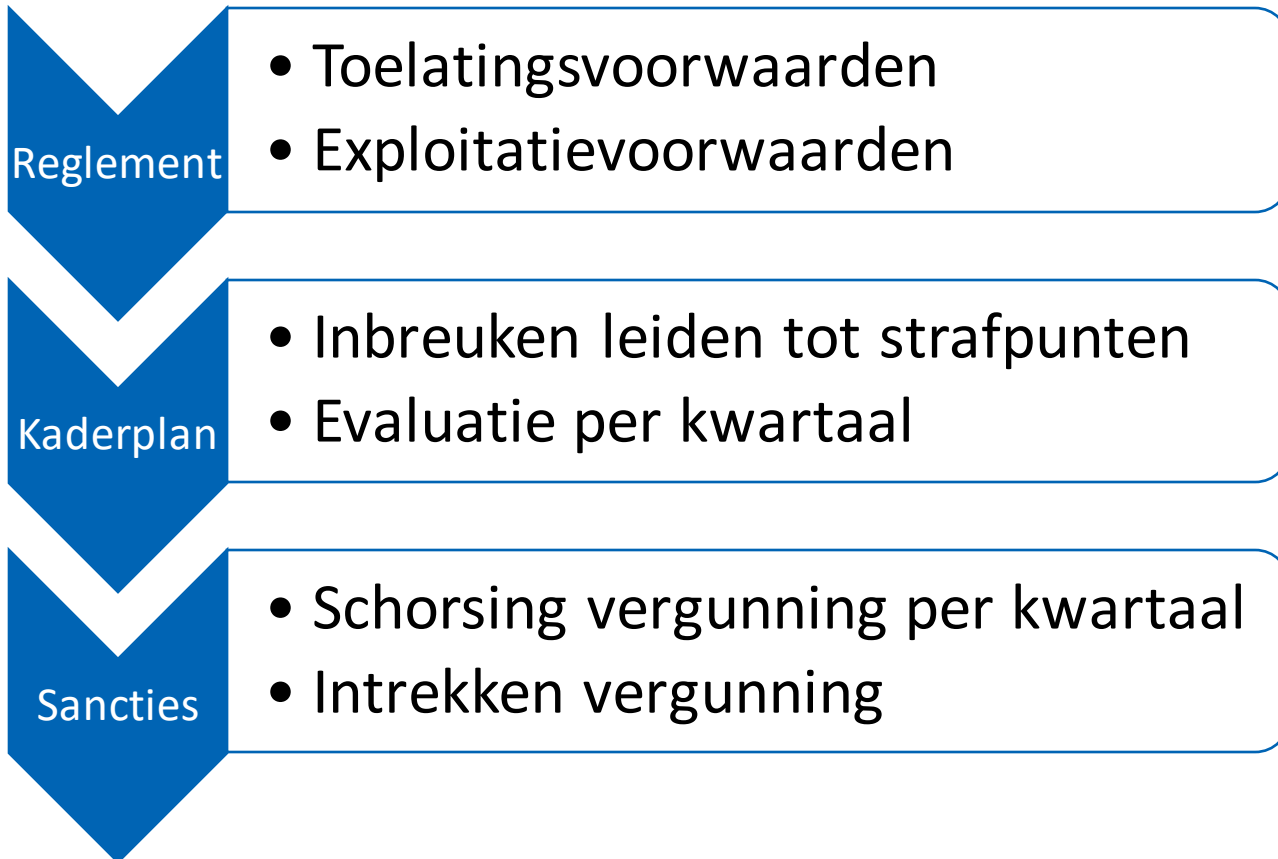 Reglement
• Toelatingsvoorwaarden
• Exploitatievoorwaarden
Kaderplan
• Inbreuken leiden tot strafpunten
• Evaluatie per kwartaal
Sancties
• Schorsing vergunning per kwartaal
• Intrekken vergunning